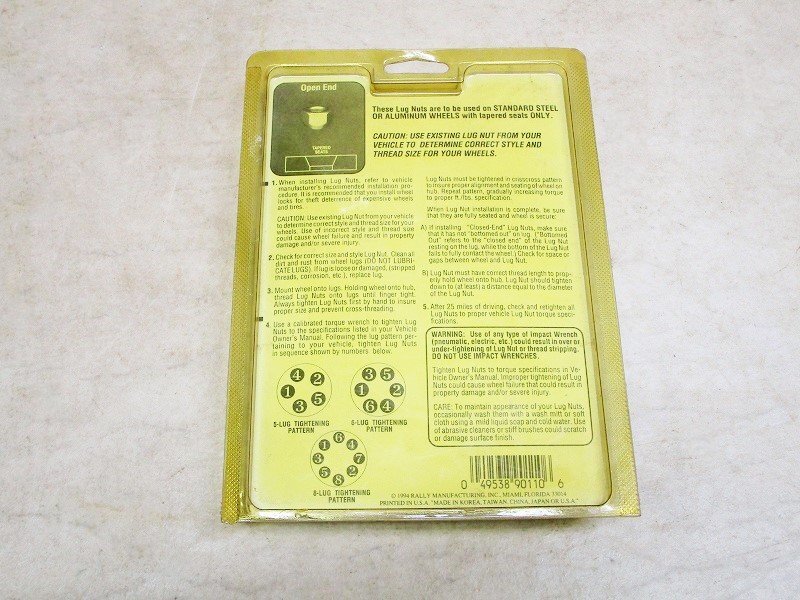 Open End
TAPERED
SEATS
These Lug Nuts are to be used on STANDARD STEEL
OR ALUMINUM WHEELS with tapered seats ONLY.
CAUTION: USE EXISTING LUG NUT FROM YOUR
VEHICLE TO DETERMINE CORRECT STYLE AND
THREAD SIZE FOR YOUR WHEELS.
1. When installing Lug Nuts, refer to vehicle
manufacturer's recommended installation pro-
cedure. It is recommended that you install wheel
locks for theft deterrence of expensive wheels
and tires.
CAUTION: Use existing Lug Nut from your vehicle
to determine correct style and thread size for your
wheels. Use of incorrect style and thread size
could cause wheel failure and result in property
damage and/or severe injury.
2. Check for correct size and style Lug Nut. Clean all
dirt and rust from wheel lugs (DO NOT LUBRI-
CATE LUGS). If lug is loose or damaged, (stripped
threads, corrosion, etc.), replace lug.
3. Mount wheel onto lugs. Holding wheel onto hub,
thread Lug Nuts onto lugs until finger tight.
Always tighten Lug Nuts first by hand to insure
proper size and prevent cross-threading.
4. Use a calibrated torque wrench to tighten Lug
Nuts to the specifications listed in your Vehicle
Owner's Manual. Following the lug pattern per-
taining to your vehicle, tighten Lug Nuts
in sequence shown by numbers below.
4 2
1
3 5
5-LUG TIGHTENING
PATTERN
3 5
1 2
6 4
6-LUG TIGHTENING
PATTERN
6
1 4
3 7
5 2
8
8-LUG TIGHTENING
PATTERN
Lug Nuts must be tightened in crisscross pattern
to insure proper alignment and seating of wheel on
hub. Repeat pattern, gradually increasing torque
to proper ft./lbs. specification.
When Lug Nut installation is complete, be sure
that they are fully seated and wheel is secure.
A) If installing "Closed-End" Lug Nuts, make sure
that it has not "bottomed out" on lug. ("Bottomed
Out" refers to the "closed end" of the Lug Nut
resting on the lug, while the bottom of the Lug Nut
fails to fully contact the wheel.) Check for space or
gaps between wheel and Lug Nut.
B) Lug Nut must have correct thread length to prop-
erly hold wheel onto hub. Lug Nut should tighten
down to (at least) a distance equal to the diameter
of the Lug Nut.
5. After 25 miles of driving, check and retighten all
Lug Nuts to proper vehicle Lug Nut torque speci-
fications.
WARNING: Use of any type of Impact Wrench
(pneumatic, electric, etc.) could result in over or
under-tightening of Lug Nut or thread stripping.
DO NOT USE IMPACT WRENCHES.
Tighten Lug Nuts to torque specifications in Ve-
hicle Owner's Manual. Improper tightening of Lug
Nuts could cause wheel failure that could result in
property damage and/or severe injury.
CARE: To maintain appearance of your Lug Nuts,
occasionally wash them with a wash mitt or soft
cloth using a mild liquid soap and cold water. Use
of abrasive cleaners or stiff brushes could scratch
or damage surface finish.
0 49538 90110 6
© 1994 RALLY MANUFACTURING, INC., MIAMI, FLORIDA 33014
PRINTED IN U.S.A. "MADE IN KOREA, TAIWAN, CHINA, JAPAN OR U.S.A."